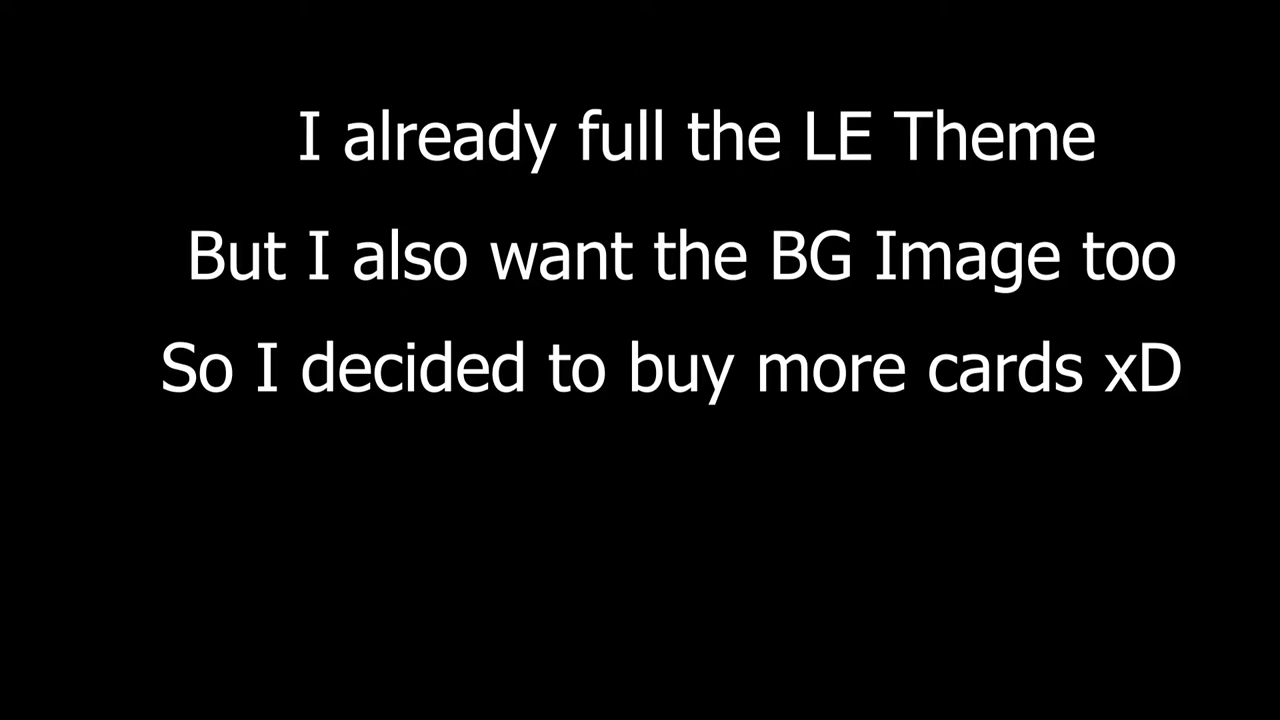 I already full the LE Theme
But I also want the BG Image too
So I decided to buy more cards xD